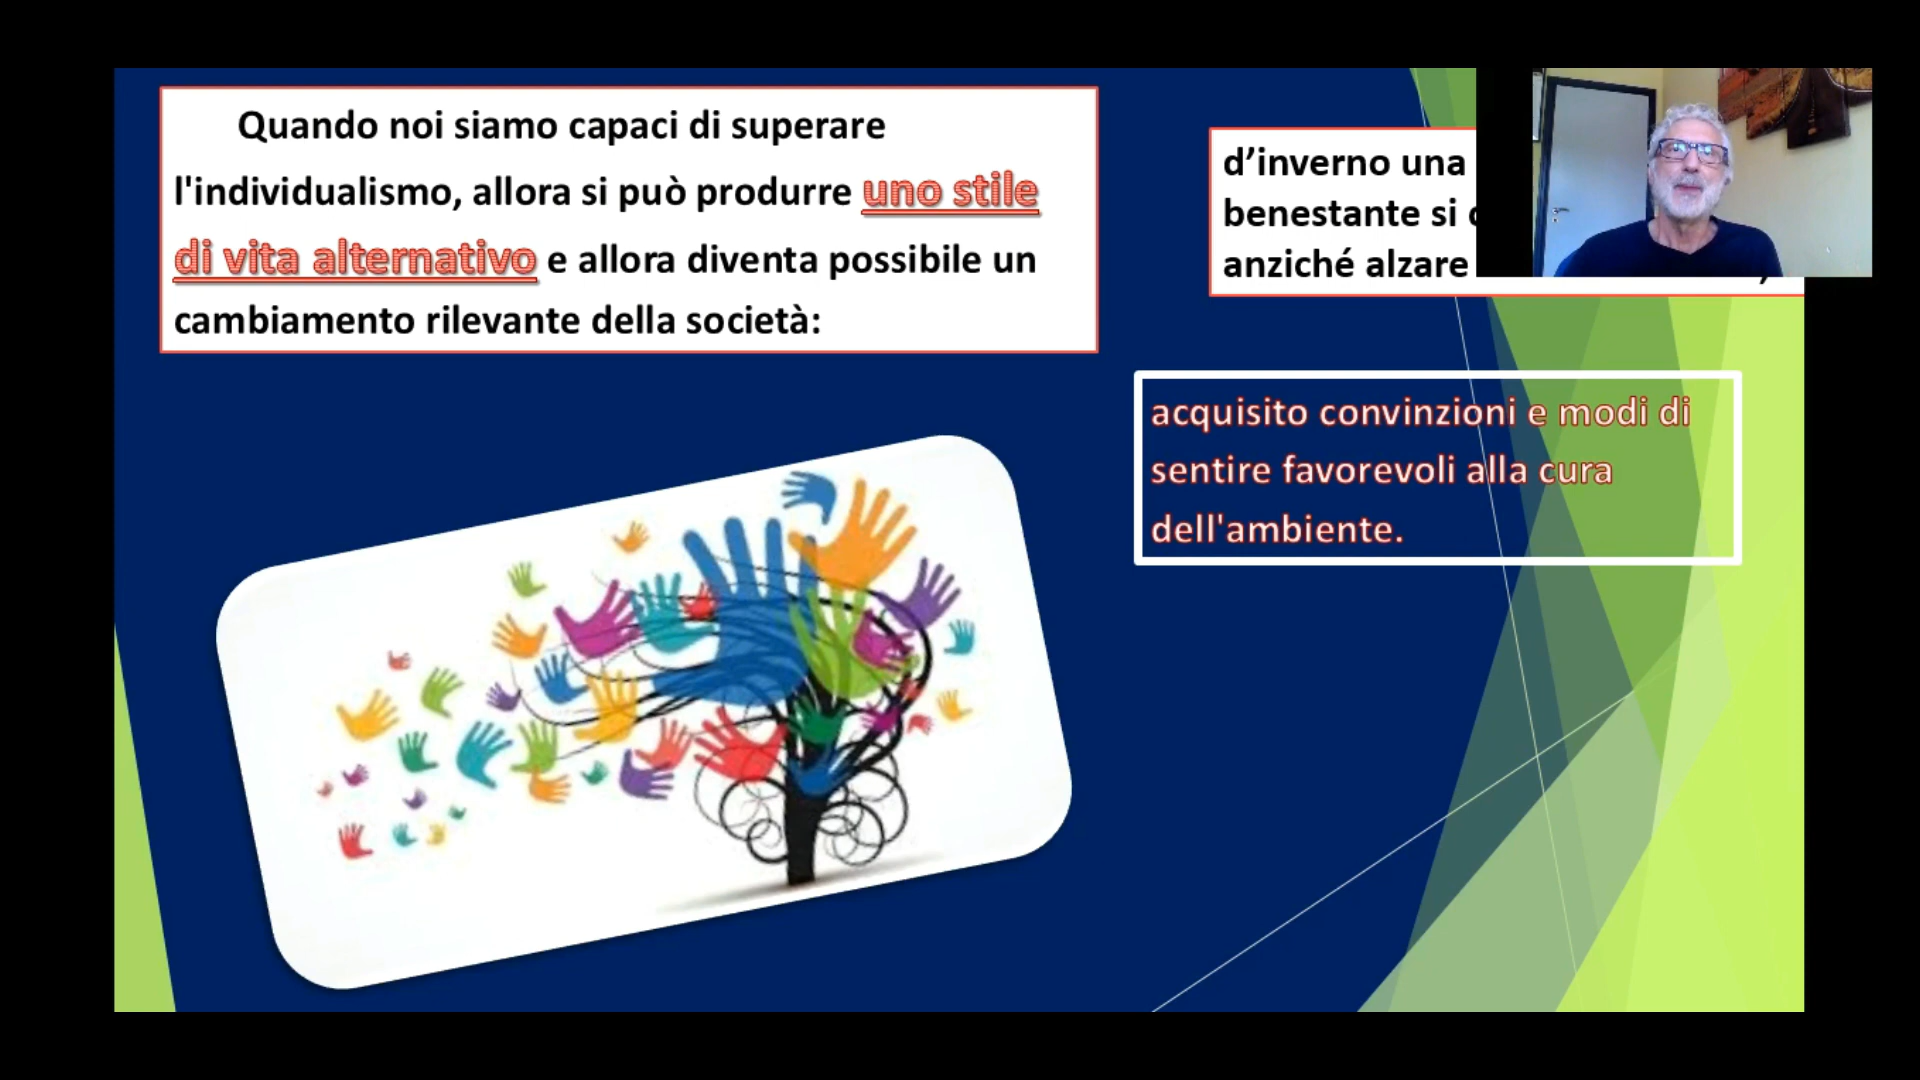 Quando noi siamo capaci di superare
l'individualismo, allora si può produrre uno stile
di vita alternativo e allora diventa possibile un
cambiamento rilevante della società:
d’inverno una
benestante si
anziché alzare
acquisito convinzioni e modi di
sentire favorevoli alla cura
dell'ambiente.